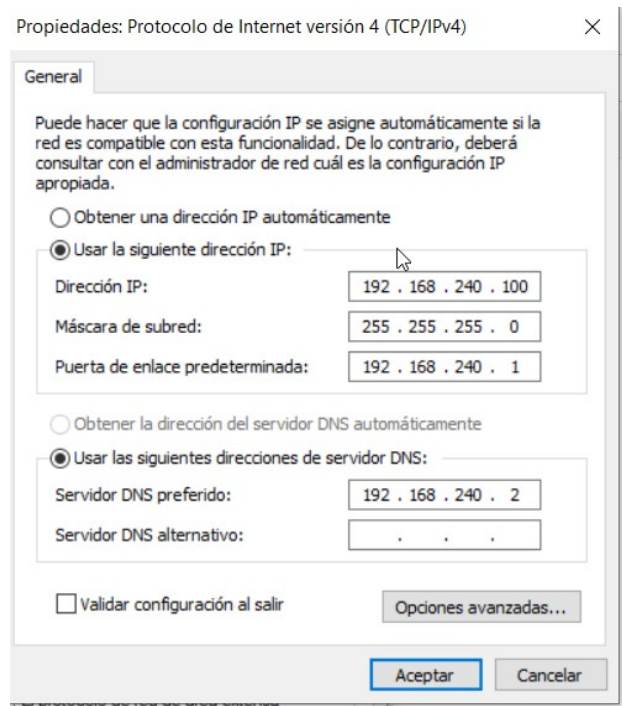 Propiedades: Protocolo de Internet versión 4 (TCP/IPv4)
General
Puede hacer que la configuración IP se asigne automáticamente si la
red es compatible con esta funcionalidad. De lo contrario, deberá
consultar con el administrador de red cuál es la configuración IP
apropiada.
Obtener una dirección IP automáticamente
Usar la siguiente dirección IP:
Dirección IP: 192 . 168 . 240 . 100
Máscara de subred: 255 . 255 . 255 . 0
Puerta de enlace predeterminada: 192 . 168 . 240 . 1
Obtener la dirección del servidor DNS automáticamente
Usar las siguientes direcciones de servidor DNS:
Servidor DNS preferido: 192 . 168 . 240 . 2
Servidor DNS alternativo: . . .
Validar configuración al salir Opciones avanzadas...
Aceptar Cancelar